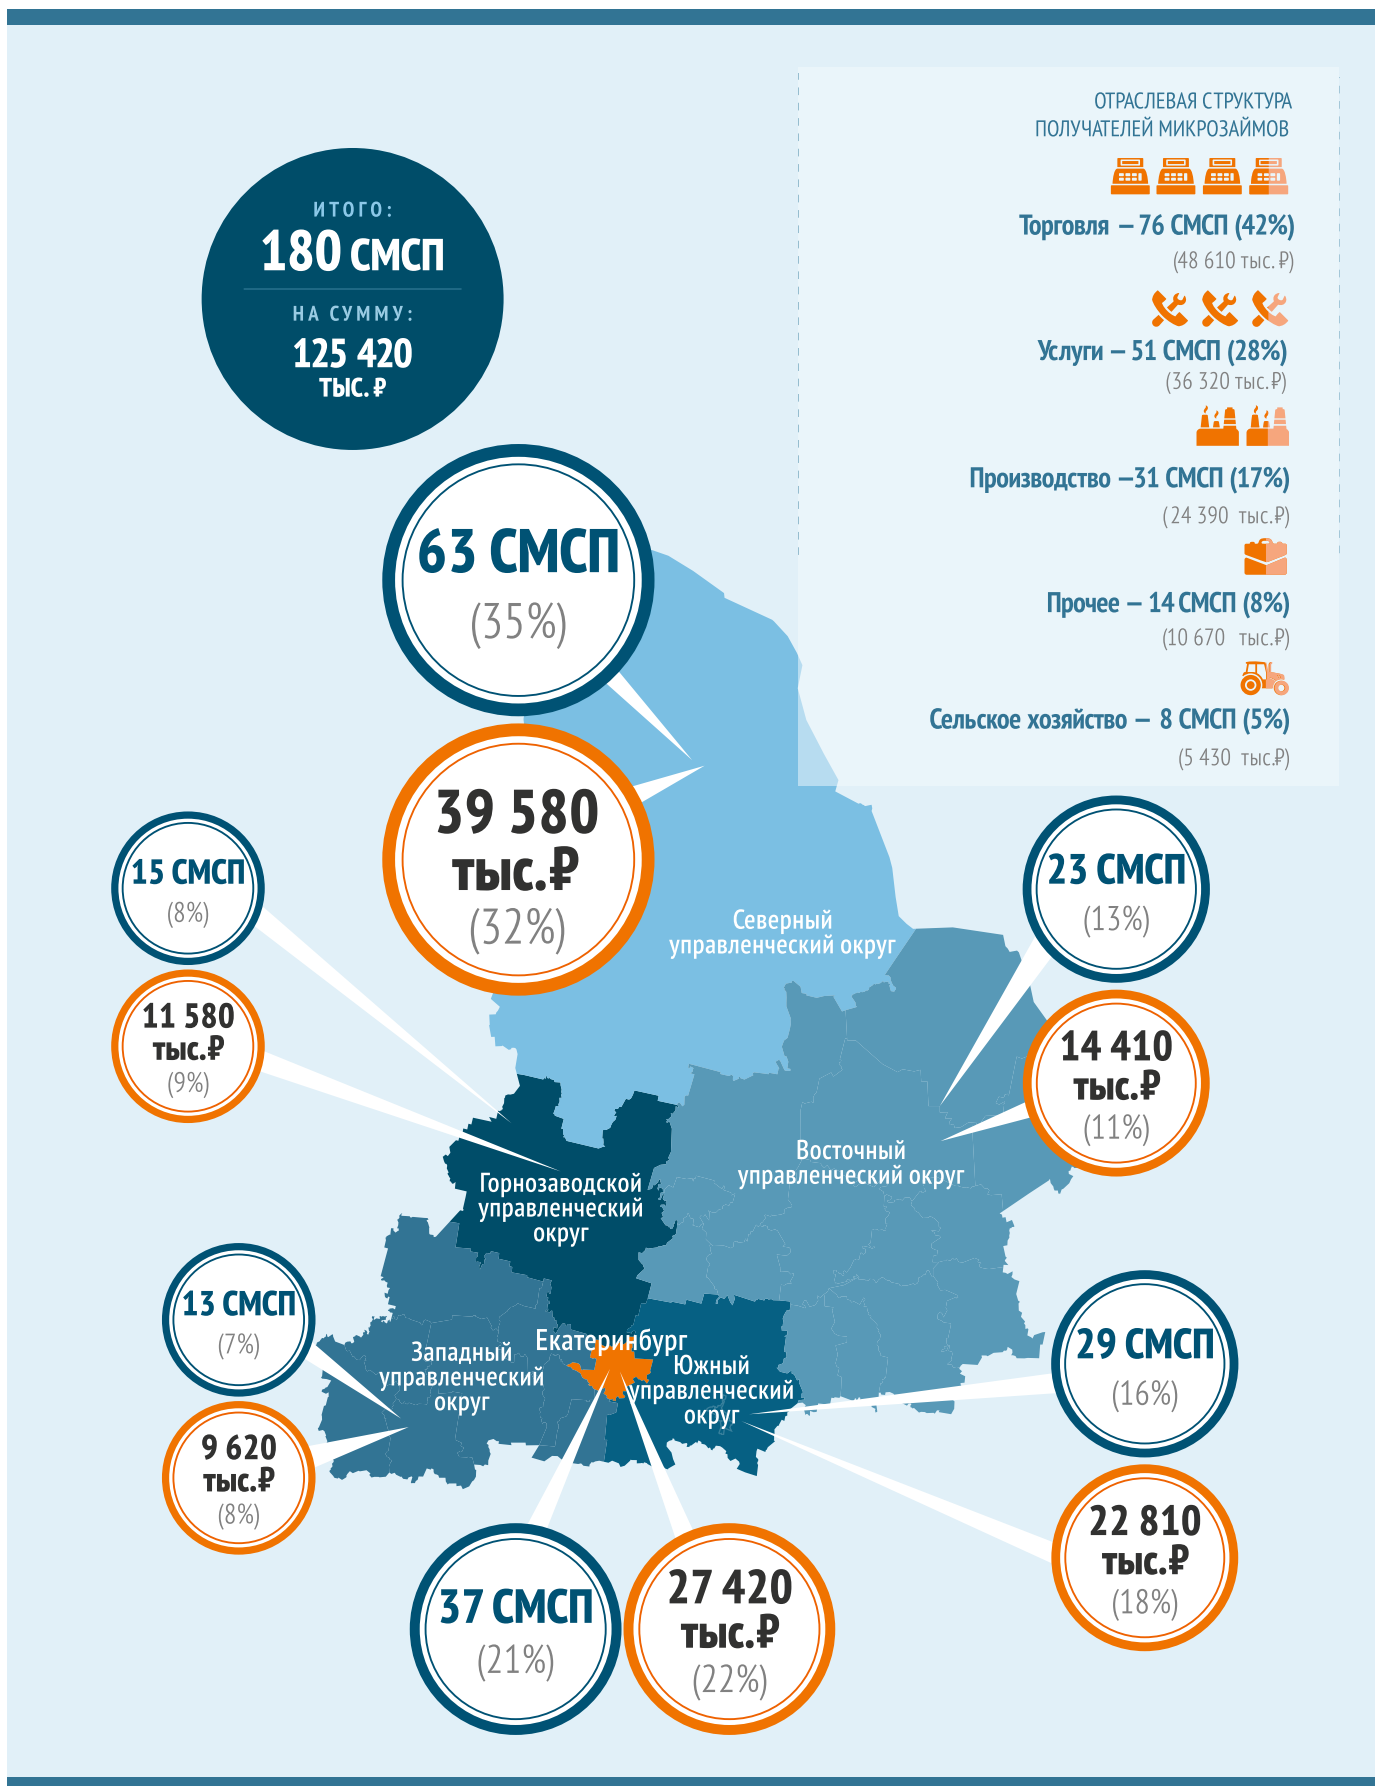 ОТРАСЛЕВАЯ СТРУКТУРА
ПОЛУЧАТЕЛЕЙ МИКРОЗАЙМОВ
Торговля – 76 СМСП (42%)
(48 610 тыс. ₽)
Услуги – 51 СМСП (28%)
(36 320 тыс.₽)
Производство –31 СМСП (17%)
( 24 390 тыс.₽)
Прочее – 14 СМСП (8%)
(10 670 тыс.₽)
Сельское хозяйство – 8 СМСП (5%)
(5 430 тыс.₽)
ИТОГО:
180 СМСП
НА СУММУ:
125 420
ТЫС. ₽
63 СМСП
(35%)
39 580
тыс.₽
(32%)
Северный
управленческий округ
15 СМСП
(8%)
11 580
тыс.₽
(9%)
Горнозаводской
управленческий
округ
23 СМСП
(13%)
14 410
тыс.₽
(11%)
Восточный
управленческий округ
13 СМСП
(7%)
9 620
тыс.₽
(8%)
Западный
управленческий
округ
Екатеринбург
Южный
управленческий
округ
29 СМСП
(16%)
22 810
тыс.₽
(18%)
37 СМСП
(21%)
27 420
тыс.₽
(22%)